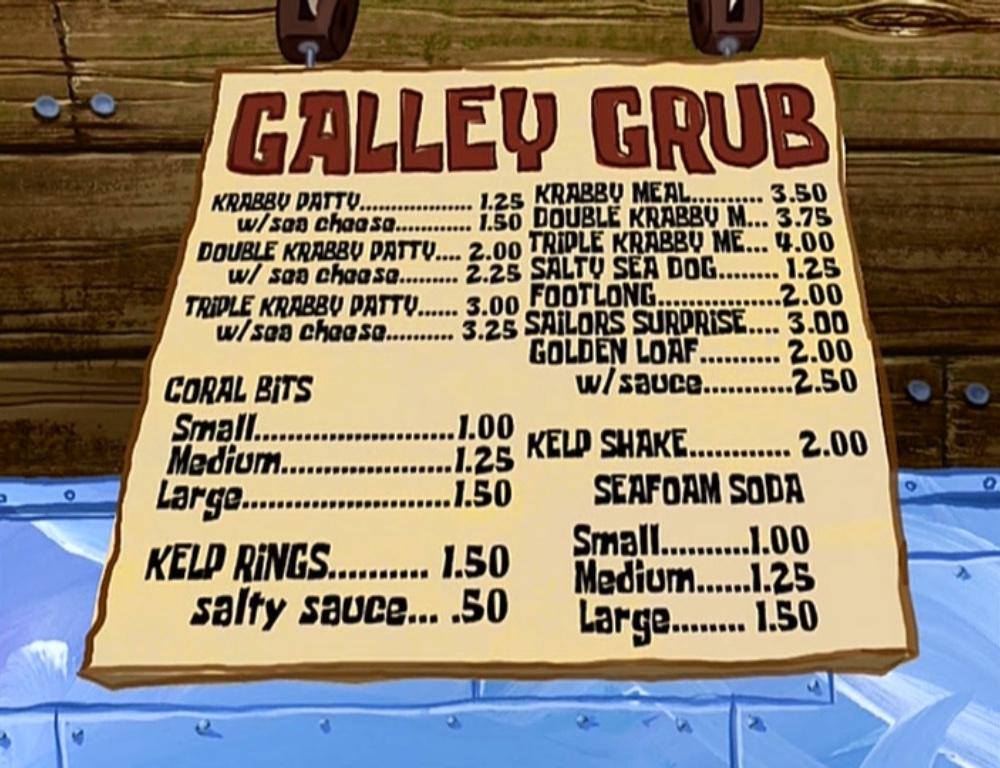 GALLEY GRUB
KRABBY PATTY.................. 1.25
w/sea cheese............ 1.50
DOUBLE KRABBY PATTY.... 2.00
w/ sea cheese......... 2.25
TRIPLE KRABBY PATTY...... 3.00
w/sea cheese.......... 3.25
CORAL BiTS
Small..........................1.00
Medium......................1.25
Large...........................1.50
KELP RiNGS.......... 1.50
salty sauce... .50
KRABBY MEAL.......... 3.50
DOUBLE KRABBY M... 3.75
TRIPLE KRABBY ME... 4.00
SALTY SEA DOG........ 1.25
FOOTLONG.................2.00
SAILORS SURPRISE.... 3.00
GOLDEN LOAF.......... 2.00
w/sauce............2.50
KELP SHAKE............. 2.00
SEAFOAM SODA
Small..........1.00
Medium......1.25
Large........ 1.50